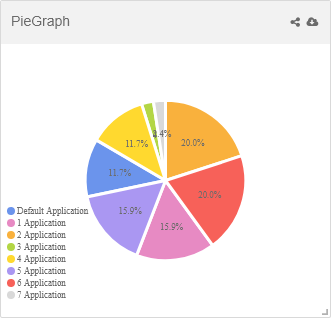 PieGraph
20.0%
20.0%
15.9%
15.9%
11.7%
11.7%
2.4%
Default Application
1 Application
2 Application
3 Application
4 Application
5 Application
6 Application
7 Application